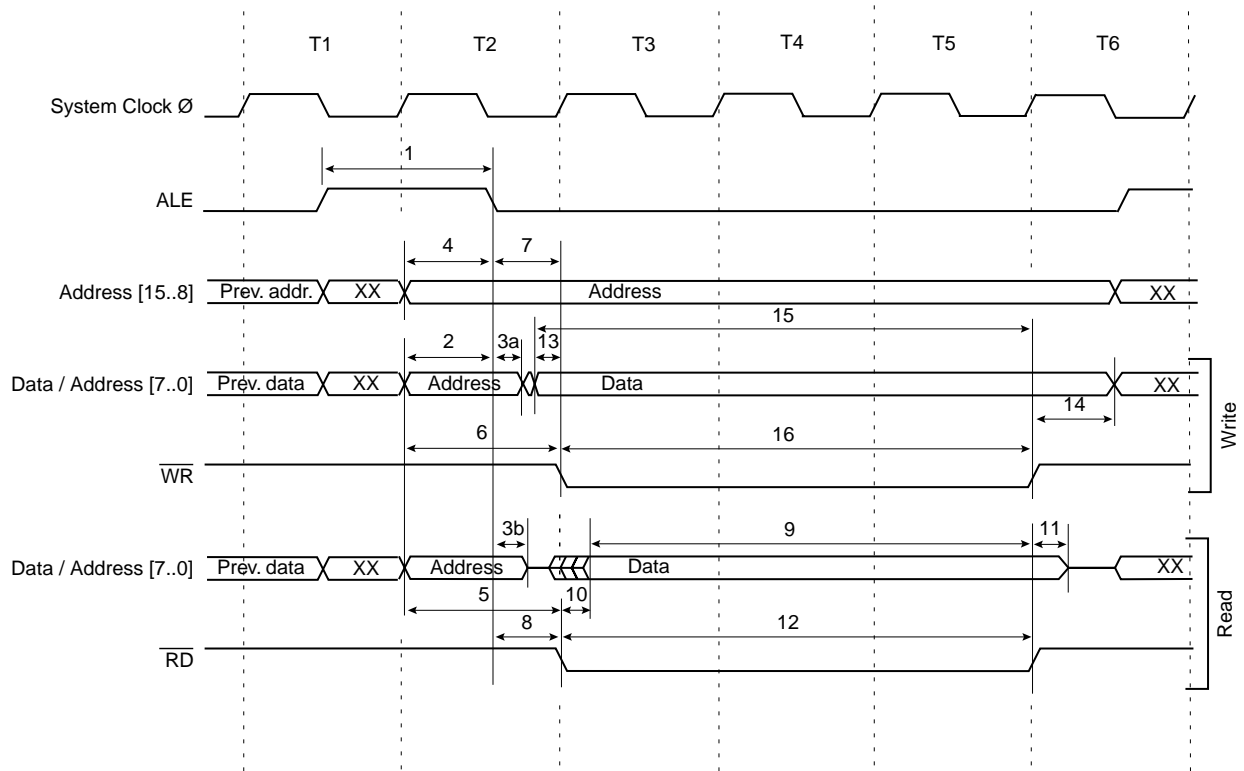 T1 T2 T3 T4 T5 T6
System Clock Ø
1
ALE
4 7
Address [15..8] Prev. addr. XX Address XX
15
2 3a 13
Data / Address [7..0] Prev. data XX Address Data XX
14
6 16
Write
WR
3b 9 11
Data / Address [7..0] Prev. data XX Address Data XX
5 10
8 12
Read
RD